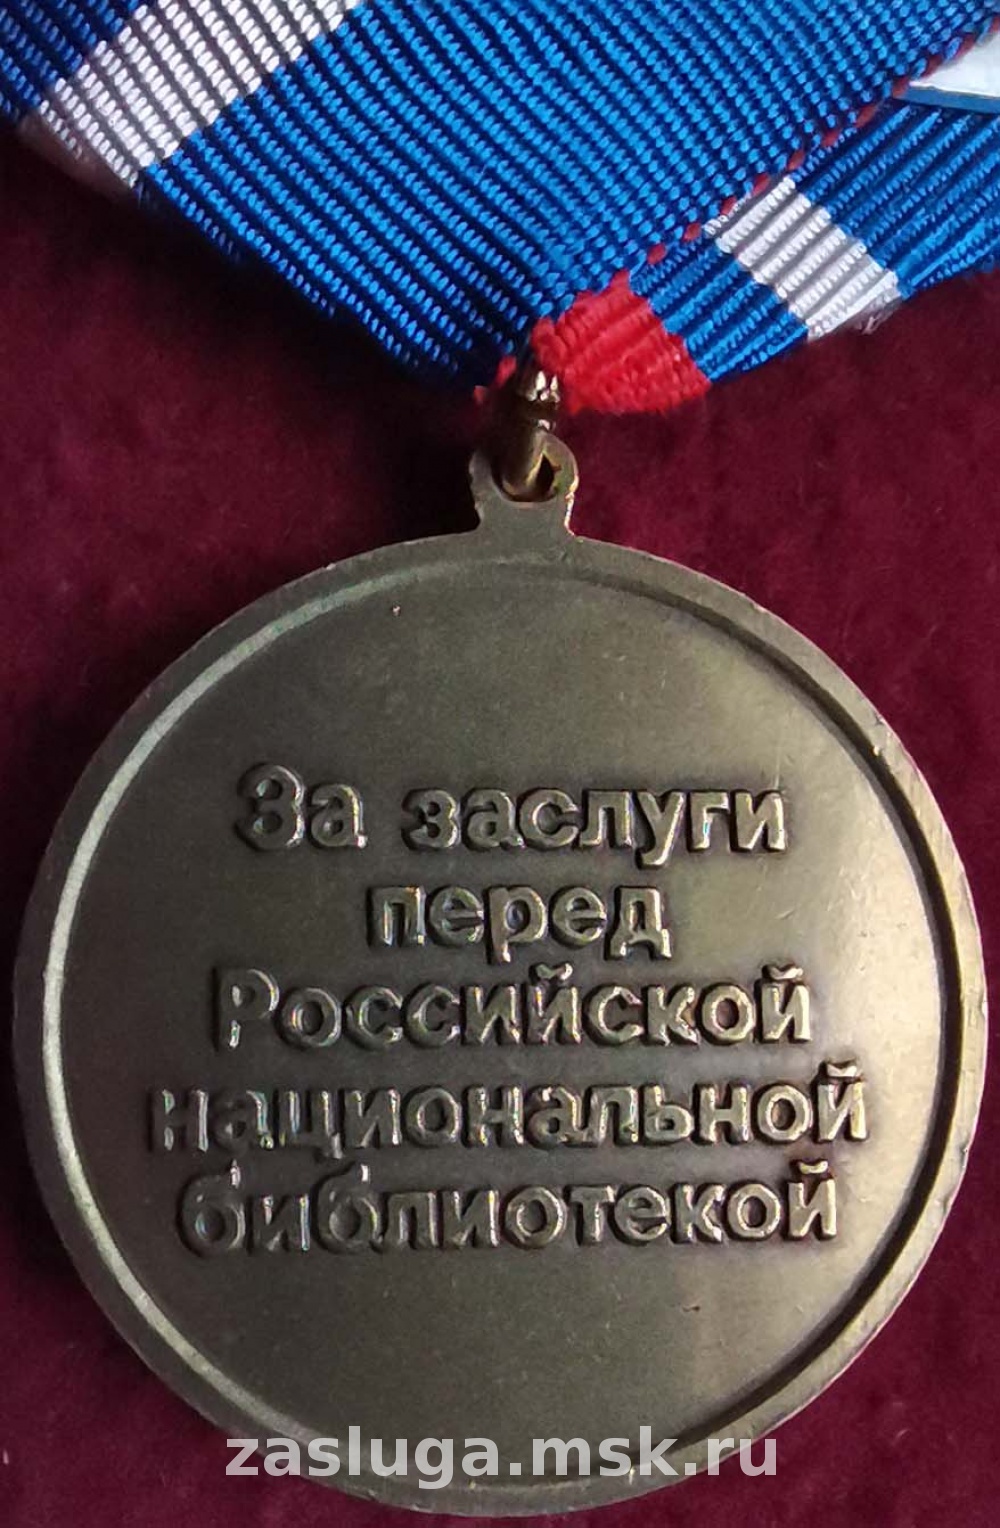 За заслуги
перед
Российской
национальной
библиотекой
zasluga.msk.ru